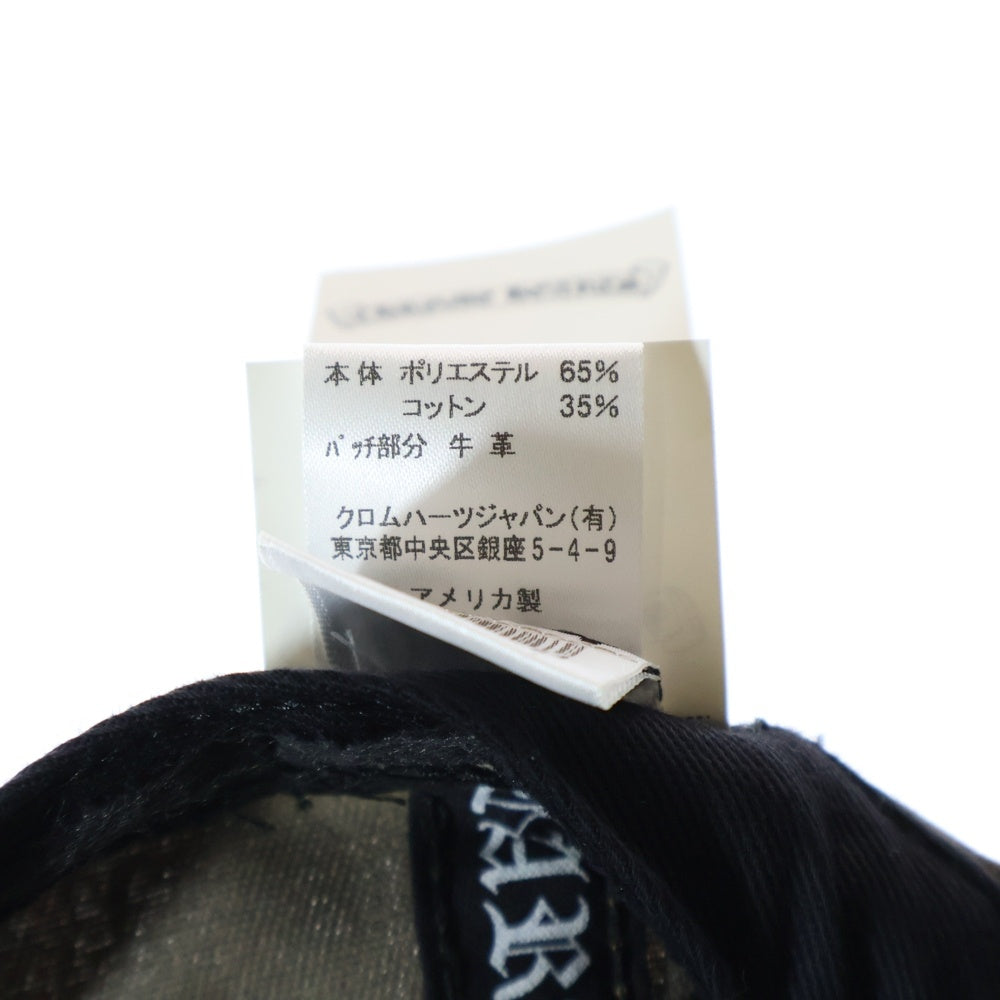 本体 ポリエステル 65%
コットン 35%
パッチ部分 牛革
クロムハーツジャパン(有)
東京都中央区銀座5-4-9
アメリカ製